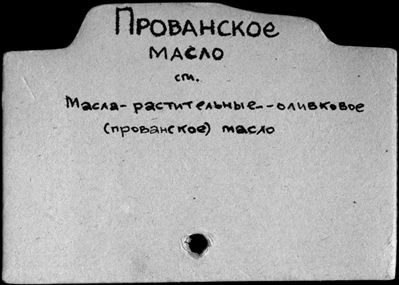 ПРОВАНСКОЕ
МАСЛО
см.
Масла-растительные--оливковое
(прованское) масло